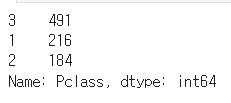 3    491
1    216
2    184
Name: Pclass, dtype: int64